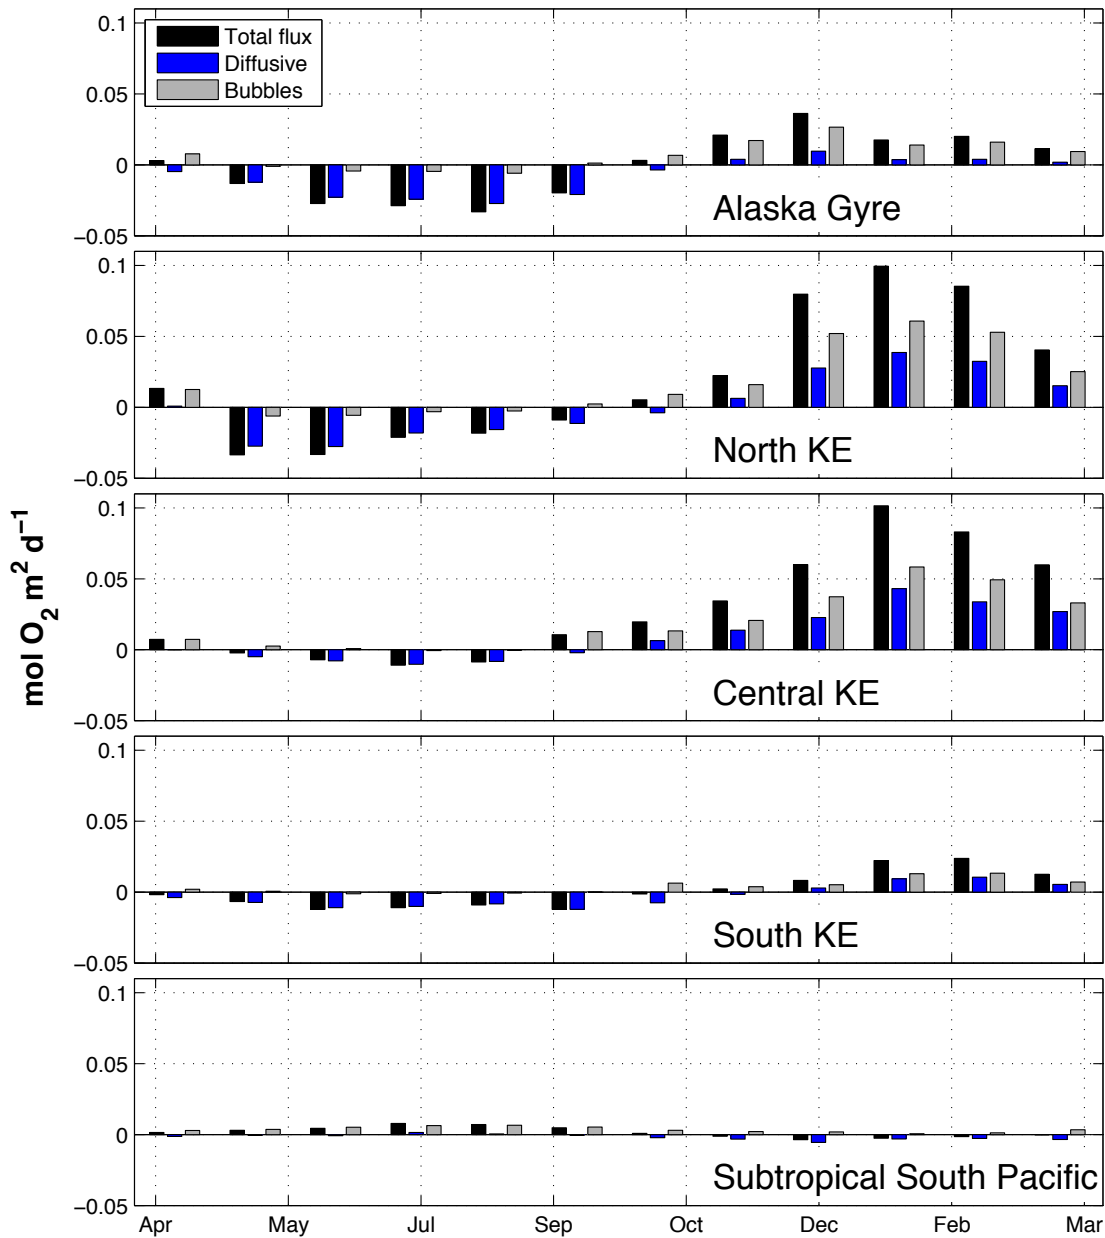 0.1
Total flux
Diffusive
Bubbles
0.05
0
Alaska Gyre
−0.05
0.1
0.05
0
North KE
−0.05
0.1
0.05
0
Central KE
−0.05
mol O2 m2 d−1
0.1
0.05
0
South KE
−0.05
0.1
0.05
0
Subtropical South Pacific
−0.05
Apr May Jul Sep Oct Dec Feb Mar